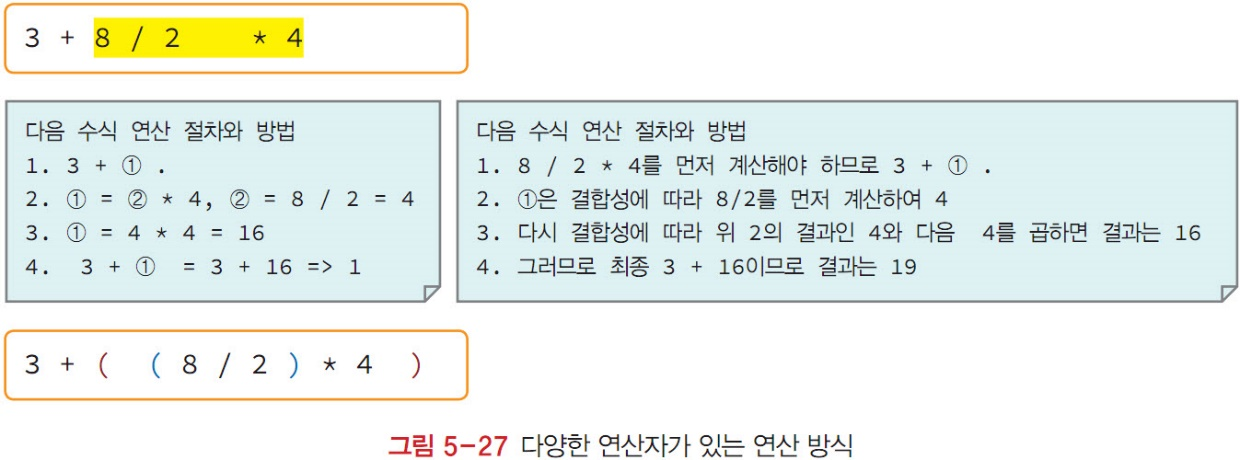 3 + 8 / 2 * 4
다음 수식 연산 절차와 방법
1. 3 + ① .
2. ① = ② * 4, ② = 8 / 2 = 4
3. ① = 4 * 4 = 16
4. 3 + ① = 3 + 16 => 1
다음 수식 연산 절차와 방법
1. 8 / 2 * 4를 먼저 계산해야 하므로 3 + ① .
2. ①은 결합성에 따라 8/2를 먼저 계산하여 4
3. 다시 결합성에 따라 위 2의 결과인 4와 다음 4를 곱하면 결과는 16
4. 그러므로 최종 3 + 16이므로 결과는 19
3 + ( ( 8 / 2 ) * 4 )
그림 5-27 다양한 연산자가 있는 연산 방식